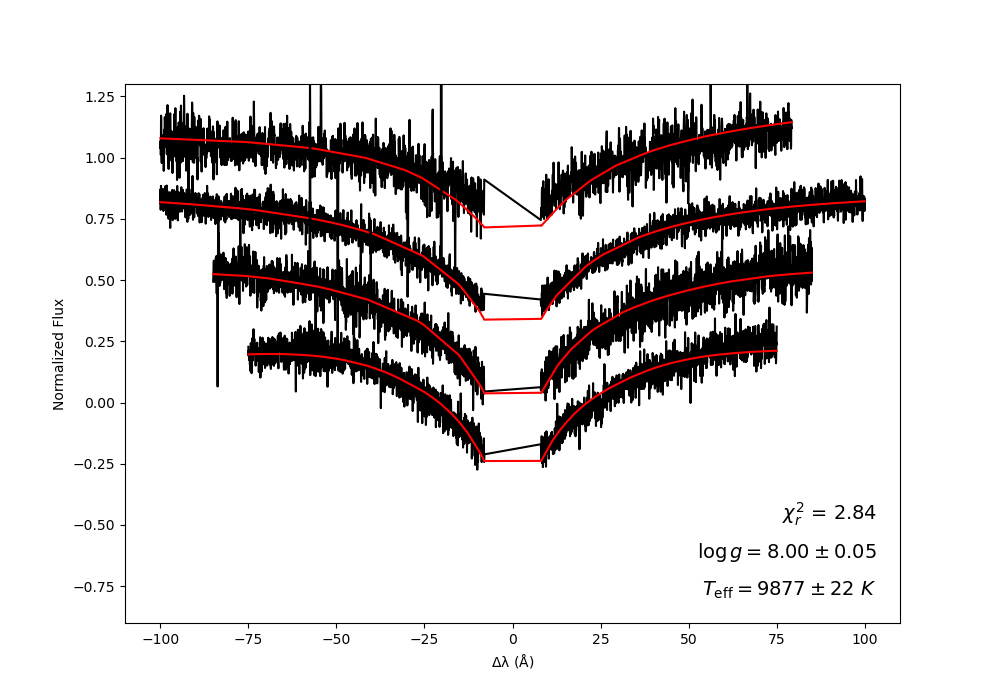 1.25
1.00
0.75
0.50
0.25
0.00
−0.25
−0.50
−0.75
Normalized Flux
χ²ᵣ = 2.84
log g = 8.00 ± 0.05
T_eff = 9877 ± 22 K
−100 −75 −50 −25 0 25 50 75 100
Δλ (Å)